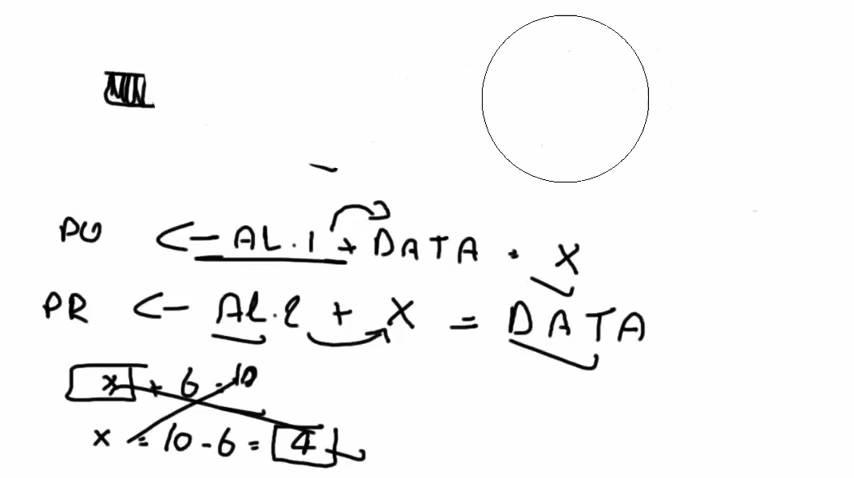 PU <- AL.1 + DATA = X
PR <- AL.2 + X = DATA
x + 6 = 10
x = 10 - 6 = 4